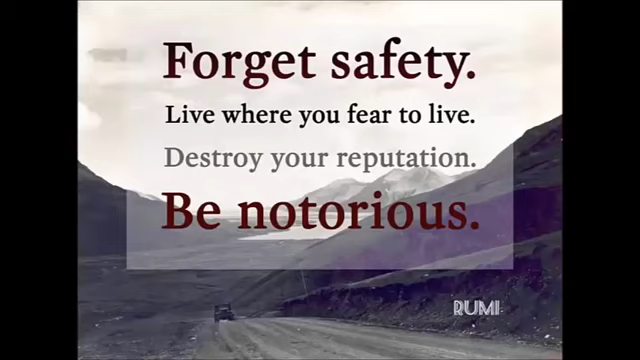 Forget safety.
Live where you fear to live.
Destroy your reputation.
Be notorious.
RUMI